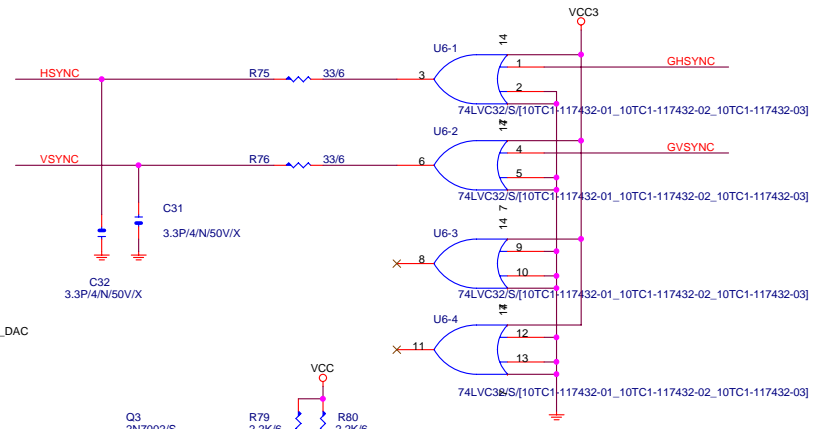 VCC3
14
U6-1
HSYNC
R75
33/6
3
1
GHSYNC
2
74LVC32/S/[10TC1-117432-01_10TC1-117432-02_10TC1-117432-03]
U6-2
14
VSYNC
R76
33/6
6
4
GVSYNC
5
74LVC32/S/[10TC1-117432-01_10TC1-117432-02_10TC1-117432-03]
C31
7
3.3P/4/N/50V/X
14
U6-3
8
9
10
C32
3.3P/4/N/50V/X
74LVC32/S/[10TC1-117432-01_10TC1-117432-02_10TC1-117432-03]
14
U6-4
_DAC
12
11
13
VCC
74LVC32/S/[10TC1-117432-01_10TC1-117432-02_10TC1-117432-03]
Q3
R79
R80